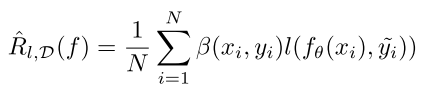 \hat{R}_{l,\mathcal{D}}(f) = \frac{1}{N} \sum_{i=1}^{N} \beta(x_i, y_i) l(f_\theta(x_i), \tilde{y_i}))